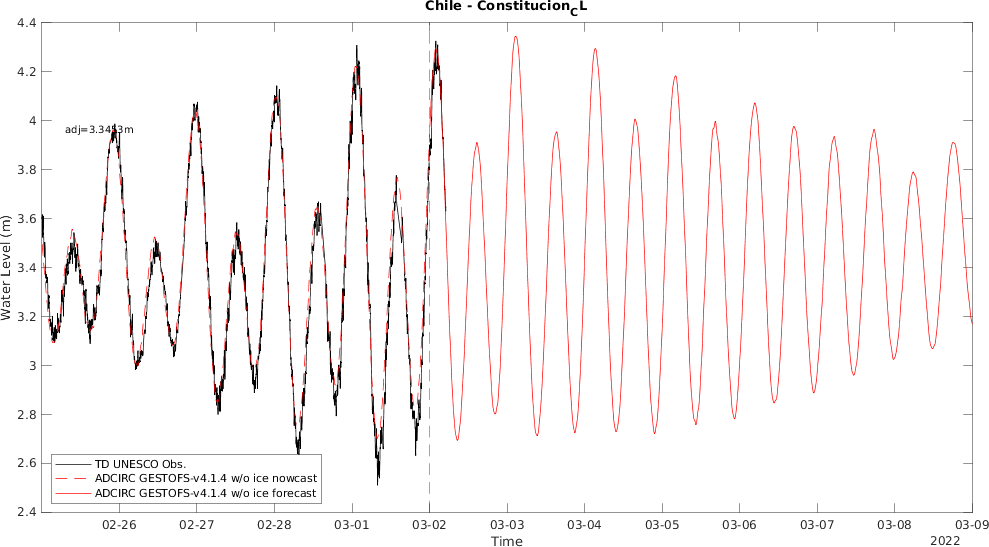 Chile - Constitucion_CL
4.4
4.2
4
3.8
3.6
3.4
3.2
3
2.8
2.6
2.4
Water Level (m)
adj=3.3453m
TD UNESCO Obs.
ADCIRC GESTOFS-v4.1.4 w/o ice nowcast
ADCIRC GESTOFS-v4.1.4 w/o ice forecast
02-26 02-27 02-28 03-01 03-02 03-03 03-04 03-05 03-06 03-07 03-08 03-09
Time
2022